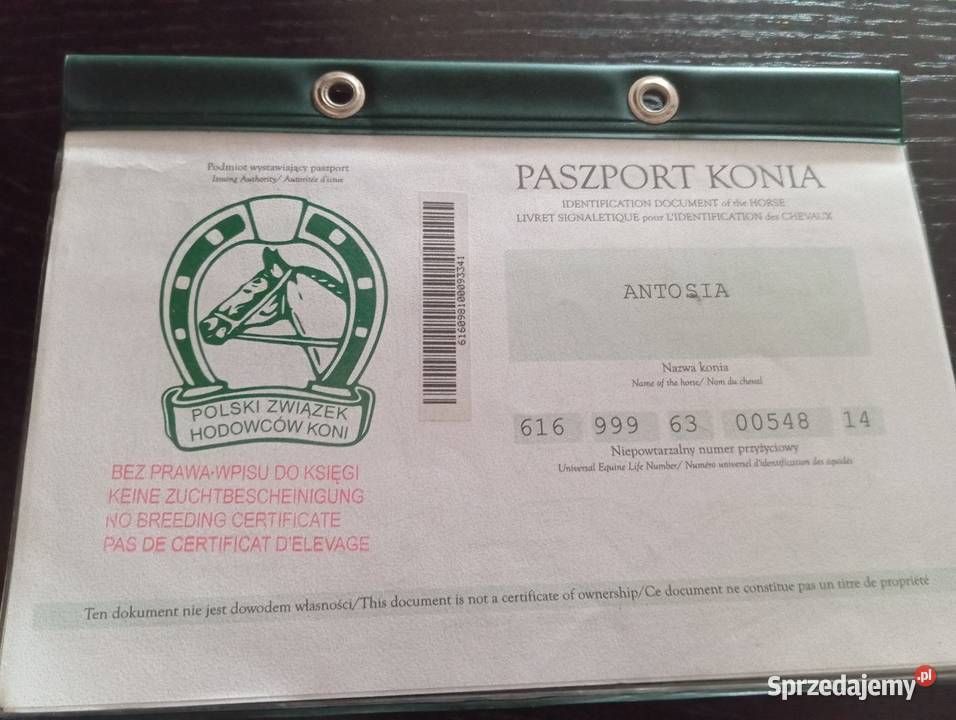 Podmiot wystawiający paszport
Issuing Authority/ Autoritée d'issue
POLSKI ZWIĄZEK
HODOWCÓW KONI
BEZ PRAWA WPISU DO KSIĘGI
KEINE ZUCHTBESCHEINIGUNG
NO BREEDING CERTIFICATE
PAS DE CERTIFICAT D'ELEVAGE
616098100093341
PASZPORT KONIA
IDENTIFICATION DOCUMENT of the HORSE
LIVRET SIGNALETIQUE pour L'IDENTIFICATION des CHEVAUX
ANTOSIA
Nazwa konia
Name of the horse/ Nom du cheval
616 999 63 00548 14
Niepowtarzalny numer przyżyciowy
Universal Equine Life Number/ Numéro universel d'identification des équidés
Ten dokument nie jest dowodem własności/This document is not a certificate of ownership/Ce document ne constitue pas un titre de propriété
Sprzedajemy.pl